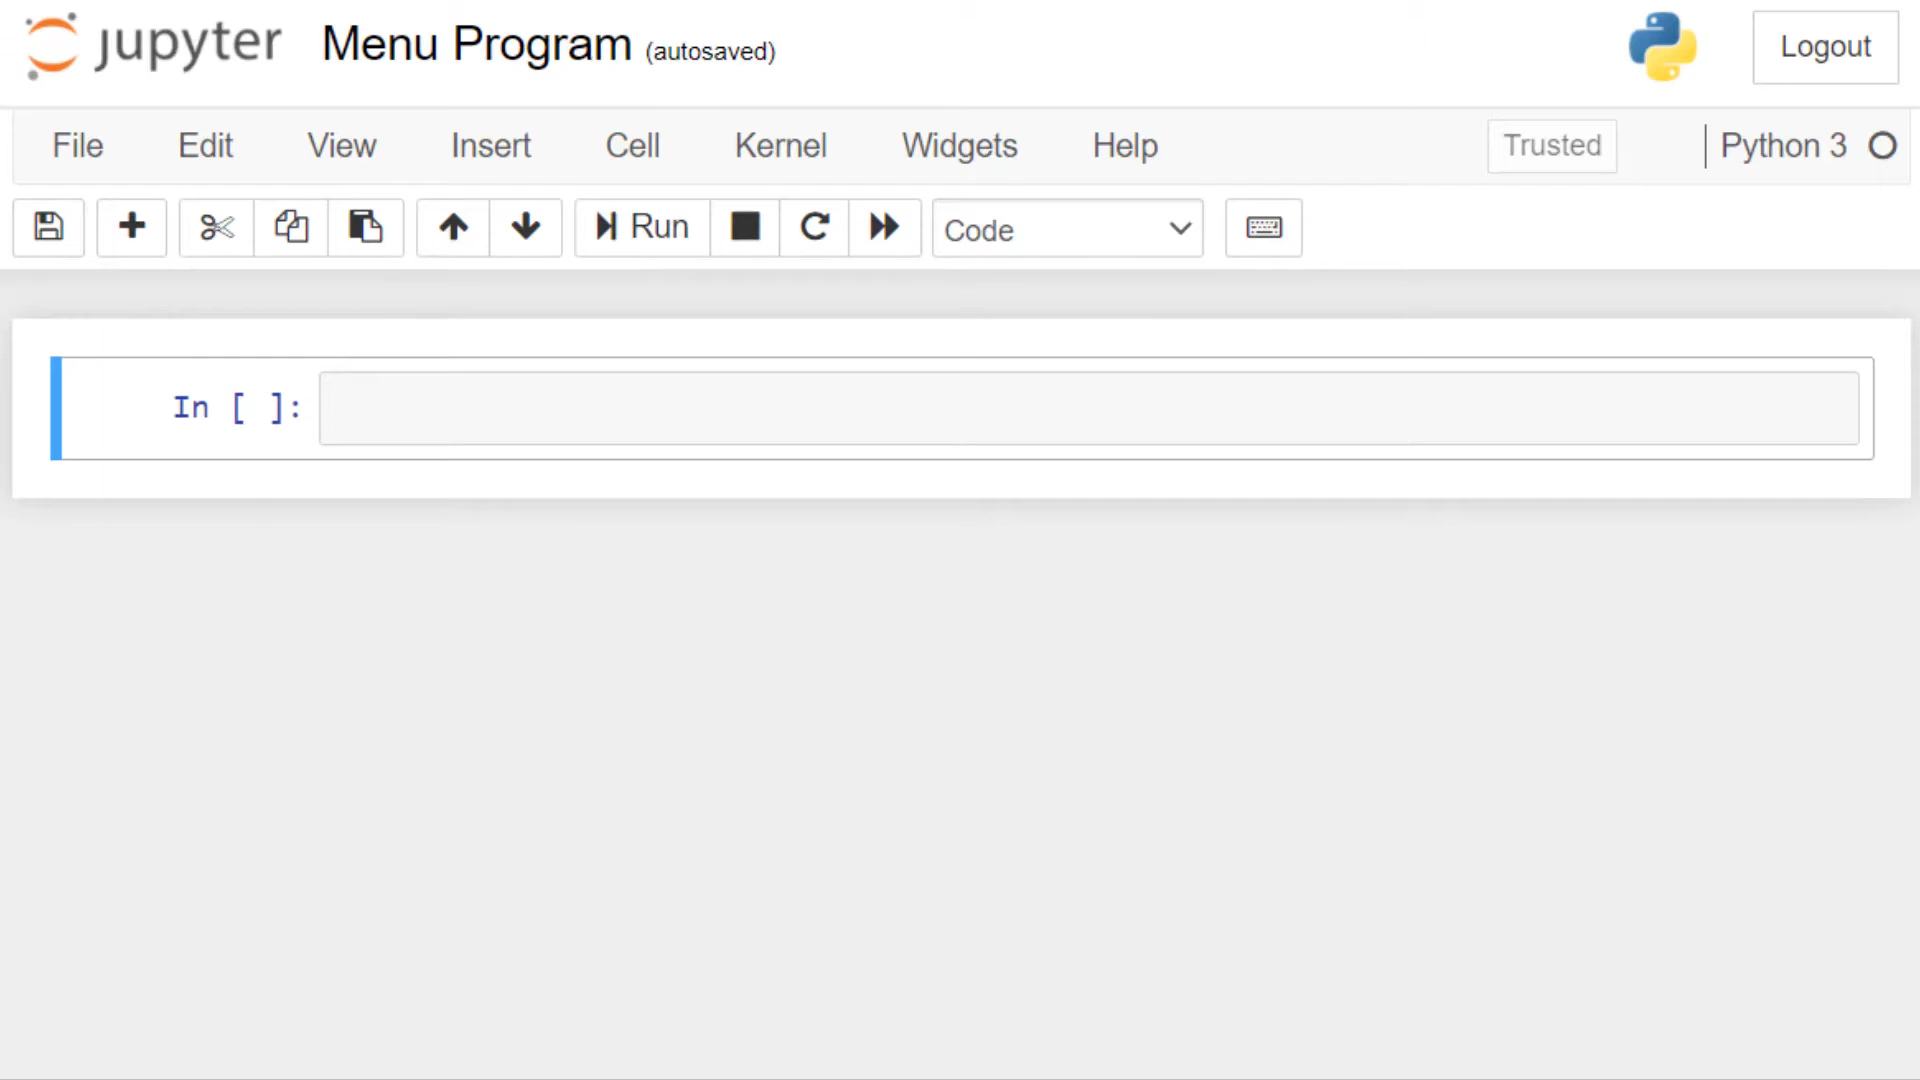 jupyter Menu Program (autosaved) Logout
File Edit View Insert Cell Kernel Widgets Help Trusted Python 3
Run Code
In [ ]: